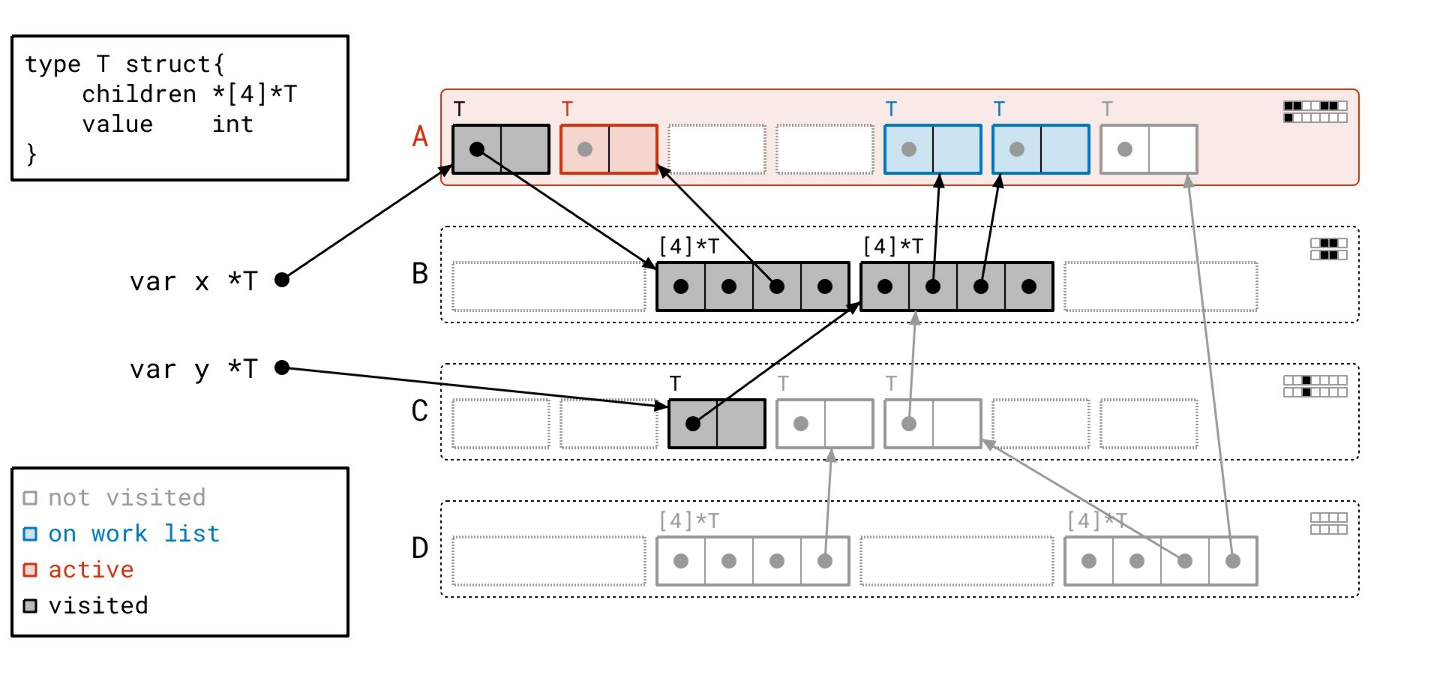 type T struct{
    children *[4]*T
    value    int
}
T T T T T
A
[4]*T [4]*T
B
var x *T
var y *T
T T T
C
[4]*T [4]*T
D
not visited
on work list
active
visited